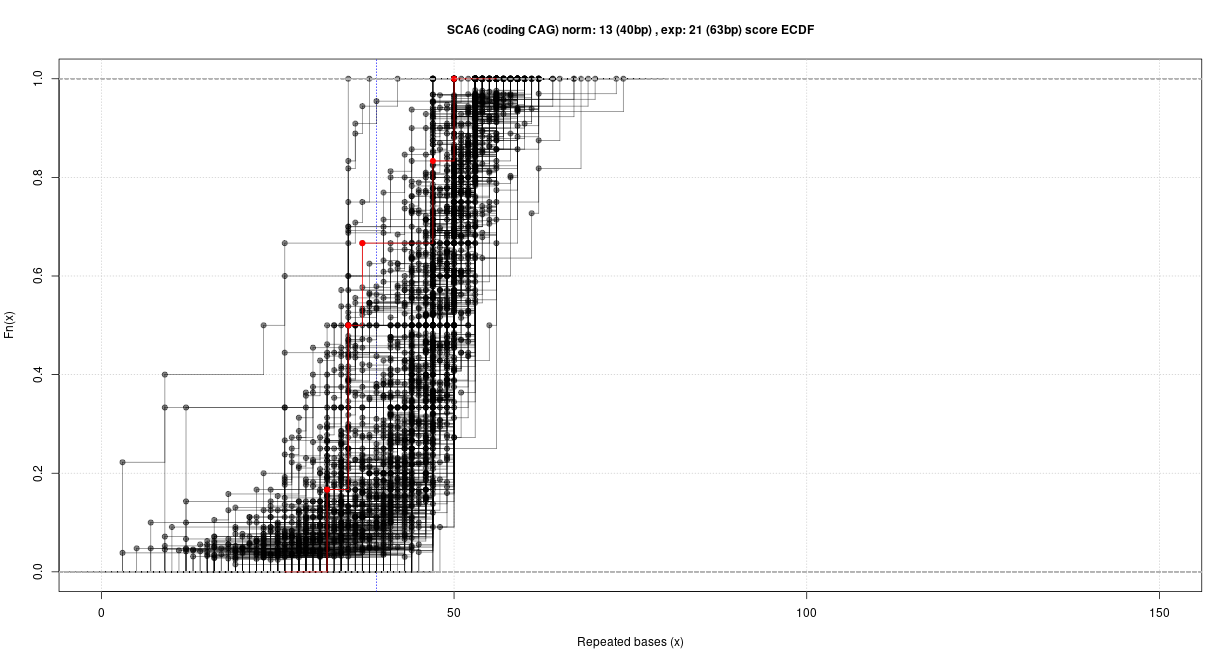 SCA6 (coding CAG) norm: 13 (40bp) , exp: 21 (63bp) score ECDF
Fn(x)
1.0
0.8
0.6
0.4
0.2
0.0
0 50 100 150
Repeated bases (x)